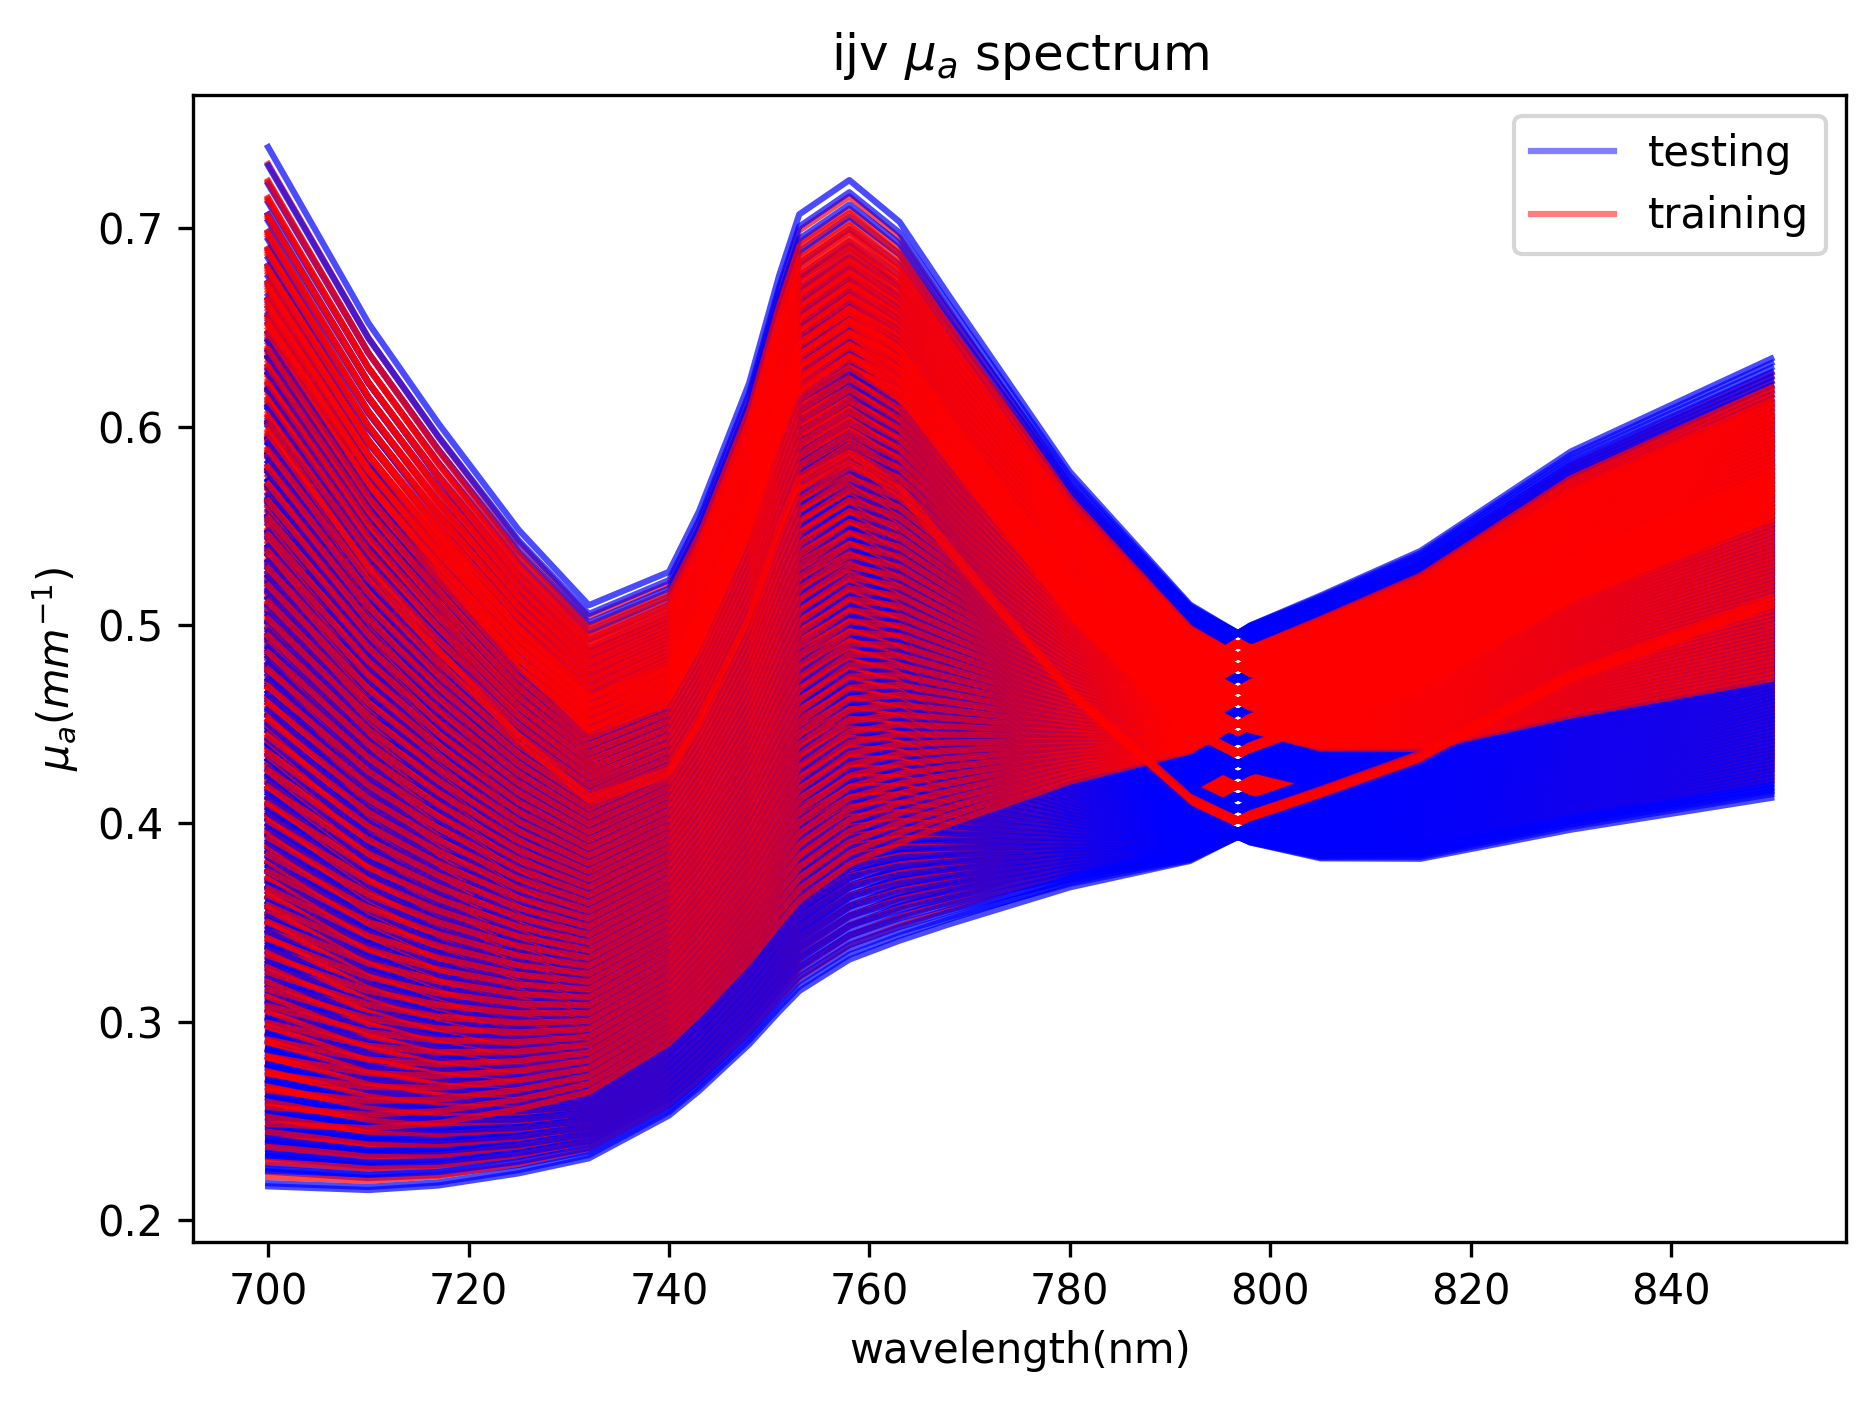 ijv μₐ spectrum
testing
training
0.7
0.6
0.5
0.4
0.3
0.2
μₐ(mm⁻¹)
700 720 740 760 780 800 820 840
wavelength(nm)